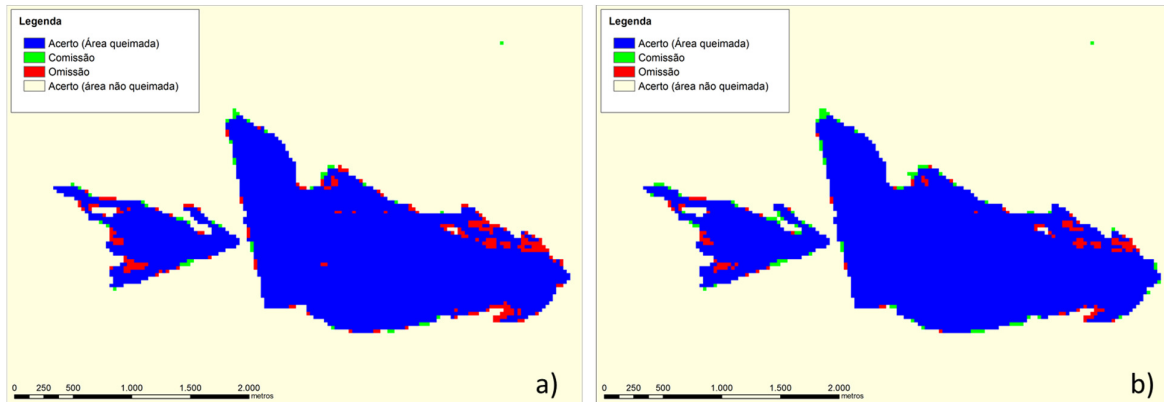 Legenda
Acerto (Área queimada)
Comissão
Omissão
Acerto (área não queimada)
0 250 500 1.000 1.500 2.000
metros
a)
Legenda
Acerto (Área queimada)
Comissão
Omissão
Acerto (área não queimada)
0 250 500 1.000 1.500 2.000
metros
b)